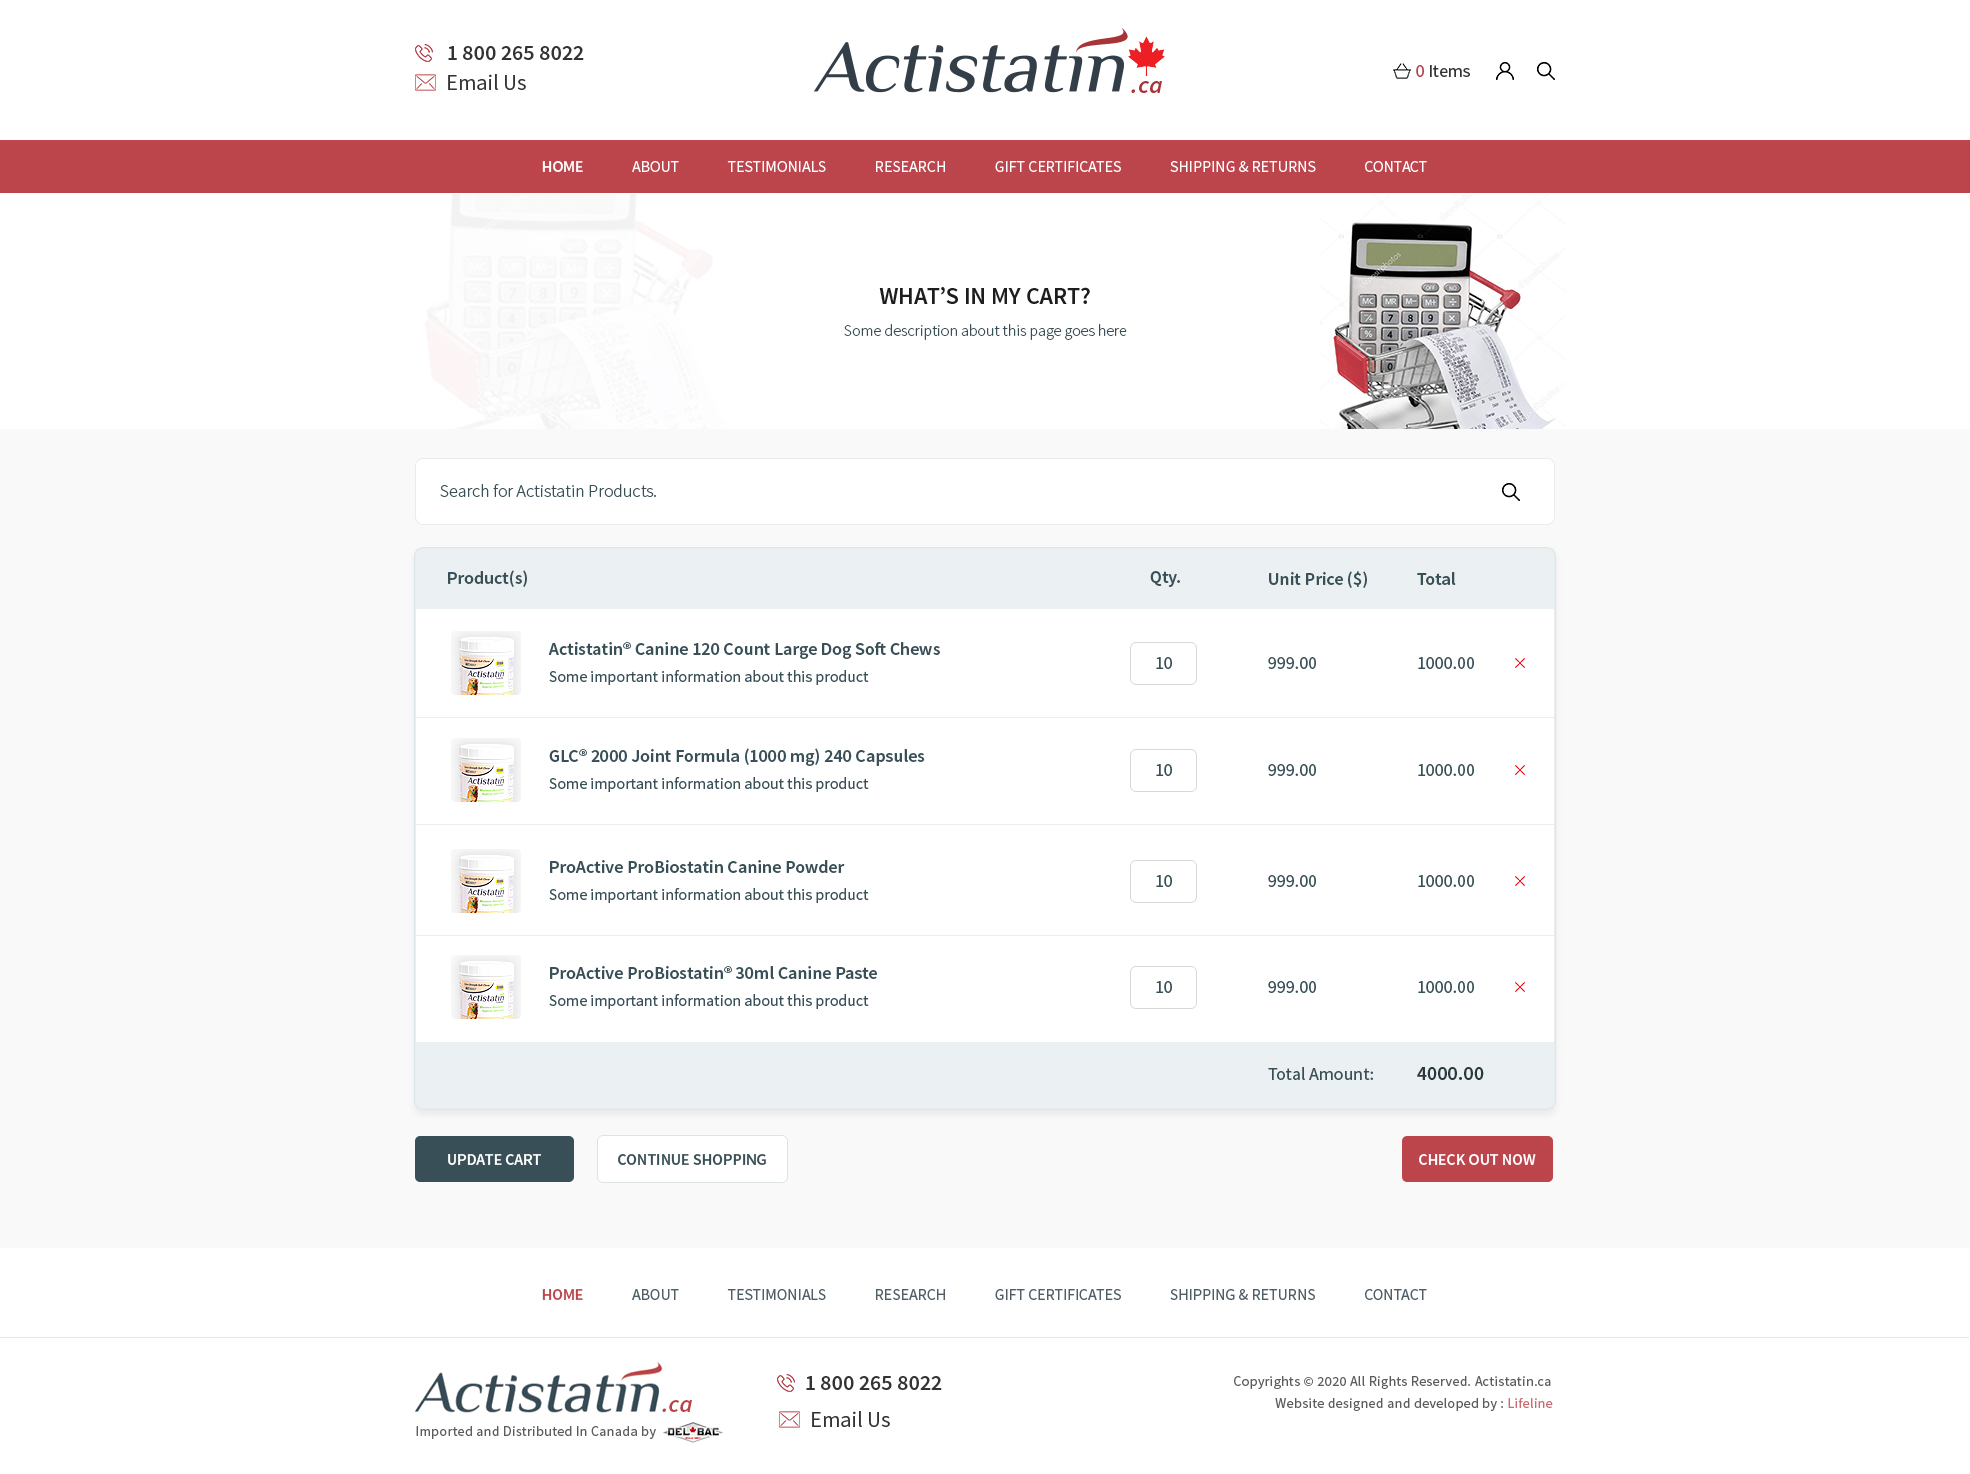 1 800 265 8022
Email Us
Actistatin
.ca
0 Items
HOME ABOUT TESTIMONIALS RESEARCH GIFT CERTIFICATES SHIPPING & RETURNS CONTACT
WHAT’S IN MY CART?
Some description about this page goes here
Search for Actistatin Products.
Product(s) Qty. Unit Price ($) Total
Actistatin® Canine 120 Count Large Dog Soft Chews
Some important information about this product
10 999.00 1000.00
Actistatin
GLC® 2000 Joint Formula (1000 mg) 240 Capsules
Some important information about this product
10 999.00 1000.00
Actistatin
ProActive ProBiostatin Canine Powder
Some important information about this product
10 999.00 1000.00
Actistatin
ProActive ProBiostatin® 30ml Canine Paste
Some important information about this product
10 999.00 1000.00
Actistatin
Total Amount: 4000.00
UPDATE CART CONTINUE SHOPPING CHECK OUT NOW
HOME ABOUT TESTIMONIALS RESEARCH GIFT CERTIFICATES SHIPPING & RETURNS CONTACT
Actistatin.ca
Imported and Distributed In Canada by DEL BAC
1 800 265 8022
Email Us
Copyrights © 2020 All Rights Reserved. Actistatin.ca
Website designed and developed by : Lifeline